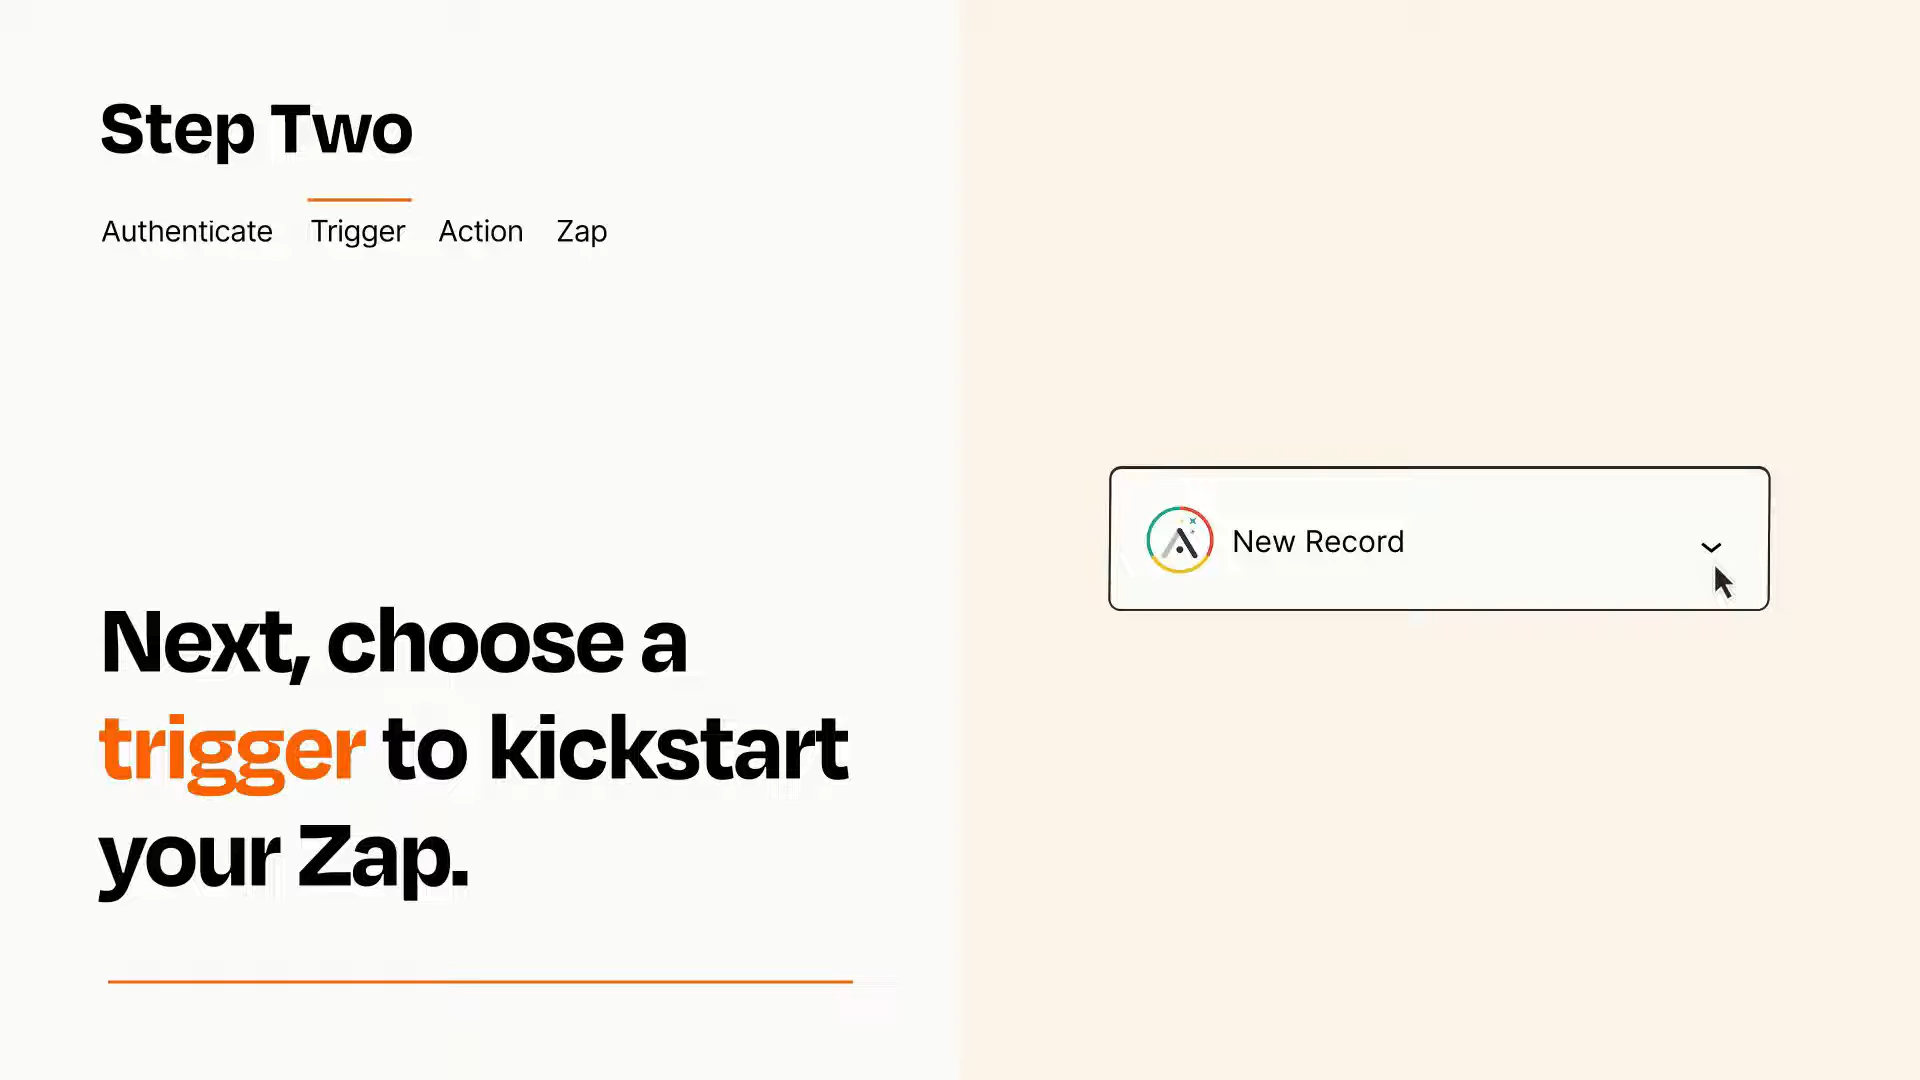 Step Two
Authenticate Trigger Action Zap
Next, choose a
trigger to kickstart
your Zap.
New Record